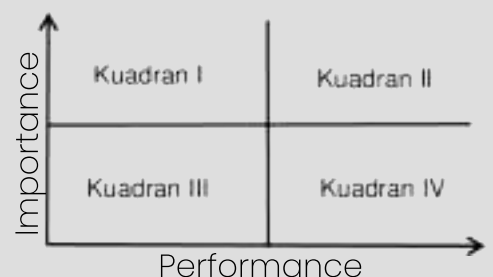 Importance
Kuadran I
Kuadran II
Kuadran III
Kuadran IV
Performance